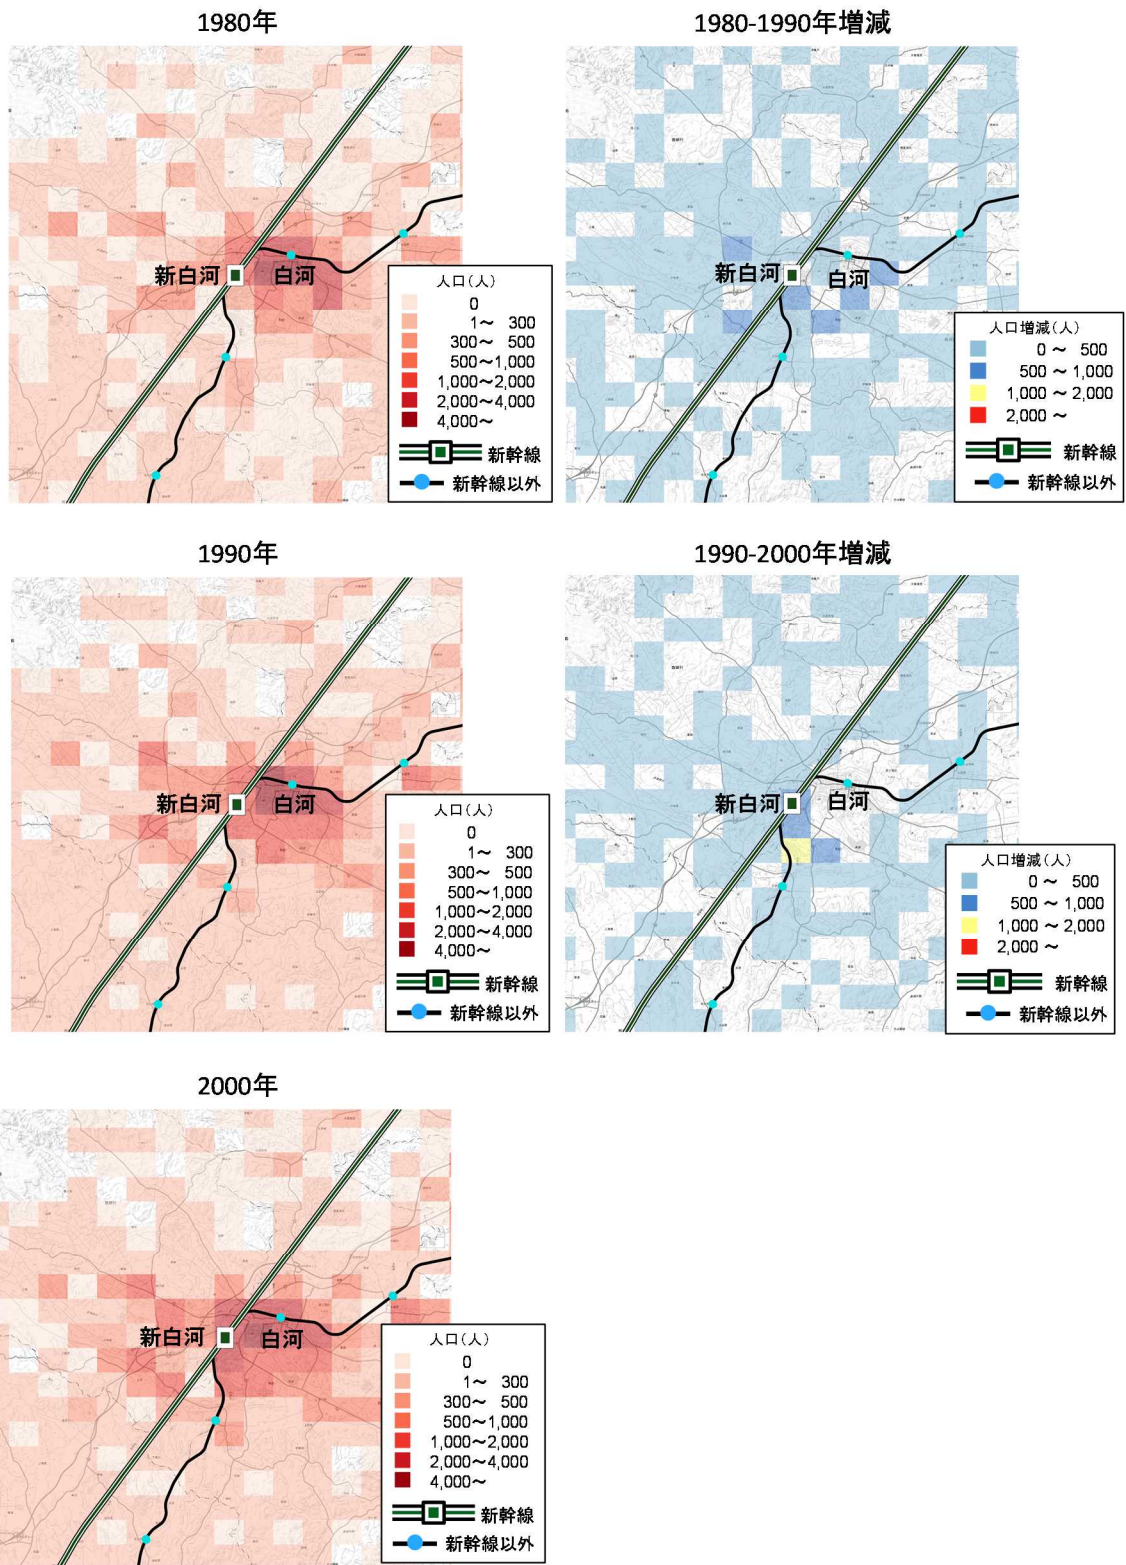 1980年
1980-1990年増減
新白河
白河
人口(人)
0
1～ 300
300～ 500
500～1,000
1,000～2,000
2,000～4,000
4,000～
新幹線
新幹線以外
新白河
白河
人口増減(人)
0 ～ 500
500 ～ 1,000
1,000 ～ 2,000
2,000 ～
新幹線
新幹線以外
1990年
1990-2000年増減
新白河
白河
人口(人)
0
1～ 300
300～ 500
500～1,000
1,000～2,000
2,000～4,000
4,000～
新幹線
新幹線以外
新白河
白河
人口増減(人)
0 ～ 500
500 ～ 1,000
1,000 ～ 2,000
2,000 ～
新幹線
新幹線以外
2000年
新白河
白河
人口(人)
0
1～ 300
300～ 500
500～1,000
1,000～2,000
2,000～4,000
4,000～
新幹線
新幹線以外